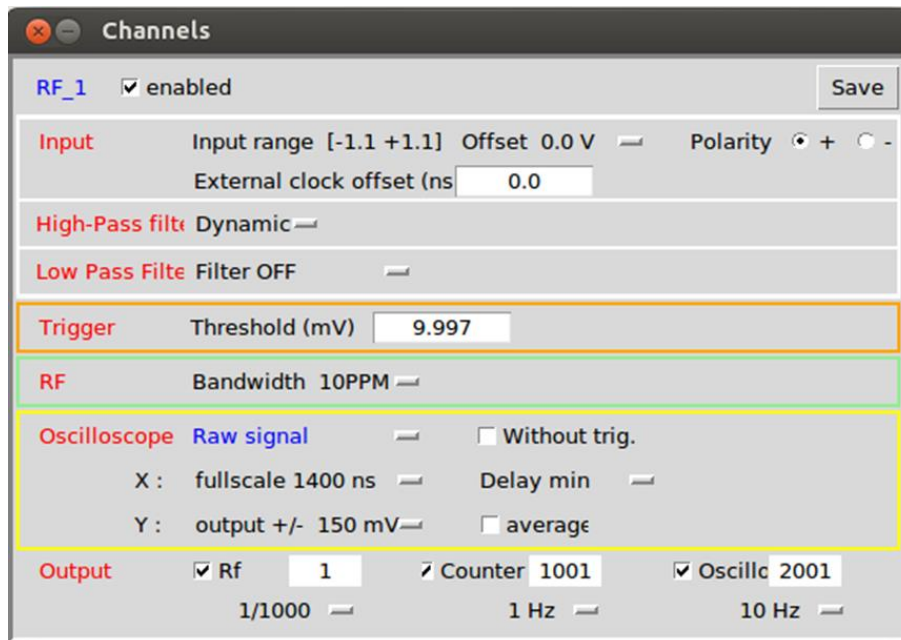 Channels
RF_1 enabled Save
Input Input range [-1.1 +1.1] Offset 0.0 V Polarity + -
External clock offset (ns 0.0
High-Pass filte Dynamic
Low Pass Filte Filter OFF
Trigger Threshold (mV) 9.997
RF Bandwidth 10PPM
Oscilloscope Raw signal Without trig.
X : fullscale 1400 ns Delay min
Y : output +/- 150 mV average
Output Rf 1 Counter 1001 Oscillo 2001
1/1000 1 Hz 10 Hz